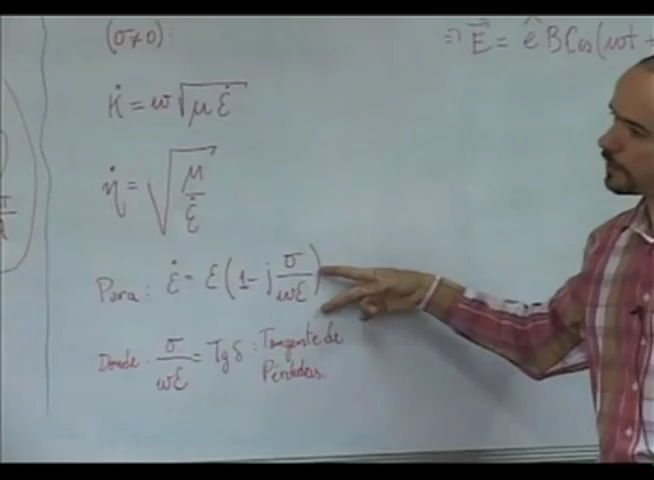 (σ≠0):
⇒ E⃗ = ê B Cos(ωt +
K̇ = ω√(μ ε̇)
η̇ = √(μ/ε̇)
Para: ε̇ = ε(1 - j σ/ωε)
Donde: σ/ωε = Tg δ : Tangente de
Pérdidas.